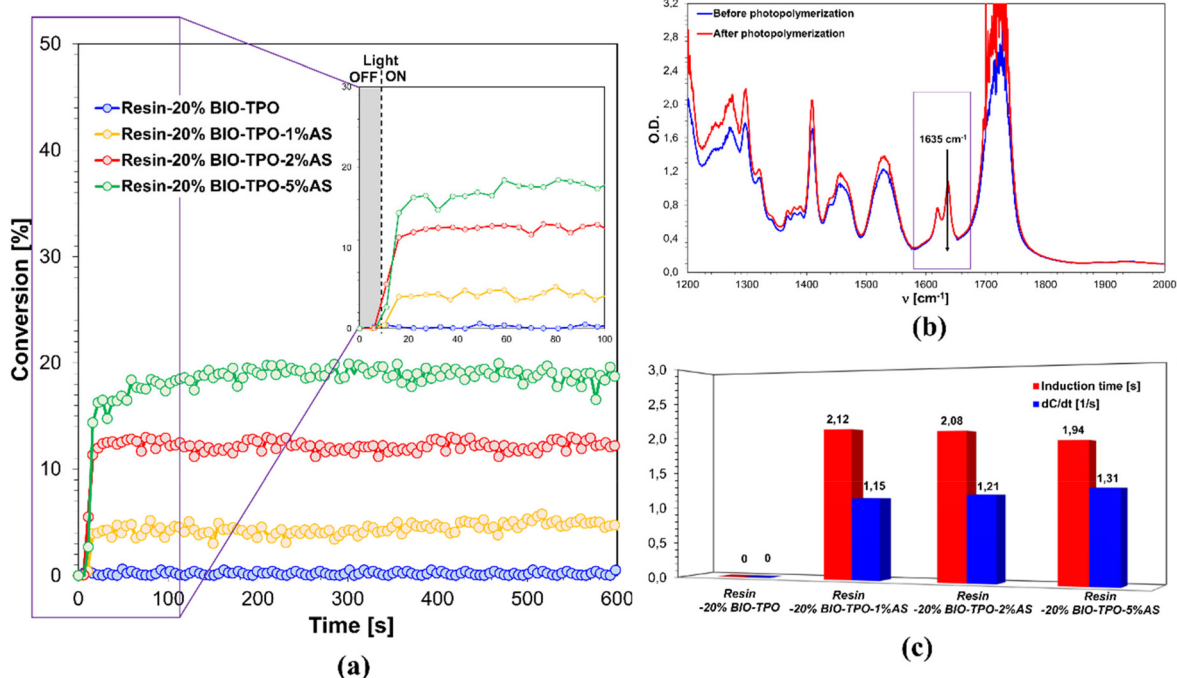 50
40
30
20
10
0
Conversion [%]
0
100
200
300
400
500
600
Time [s]
Resin-20% BIO-TPO
Resin-20% BIO-TPO-1%AS
Resin-20% BIO-TPO-2%AS
Resin-20% BIO-TPO-5%AS
Light
OFF ON
30
20
10
0
0
20
40
60
80
100
Time [s]
(a)
Before photopolymerization
After photopolymerization
3,2
2,8
2,4
2,0
1,6
1,2
0,8
0,4
0,0
O.D.
1635 cm⁻¹
1200
1300
1400
1500
1600
1700
1800
1900
2000
ν [cm⁻¹]
(b)
3,0
2,5
2,0
1,5
1,0
0,5
0,0
Induction time [s]
dC/dt [1/s]
0 0
2,12
1,15
2,08
1,21
1,94
1,31
Resin
-20% BIO-TPO
Resin
-20% BIO-TPO-1%AS
Resin
-20% BIO-TPO-2%AS
Resin
-20% BIO-TPO-5%AS
(c)